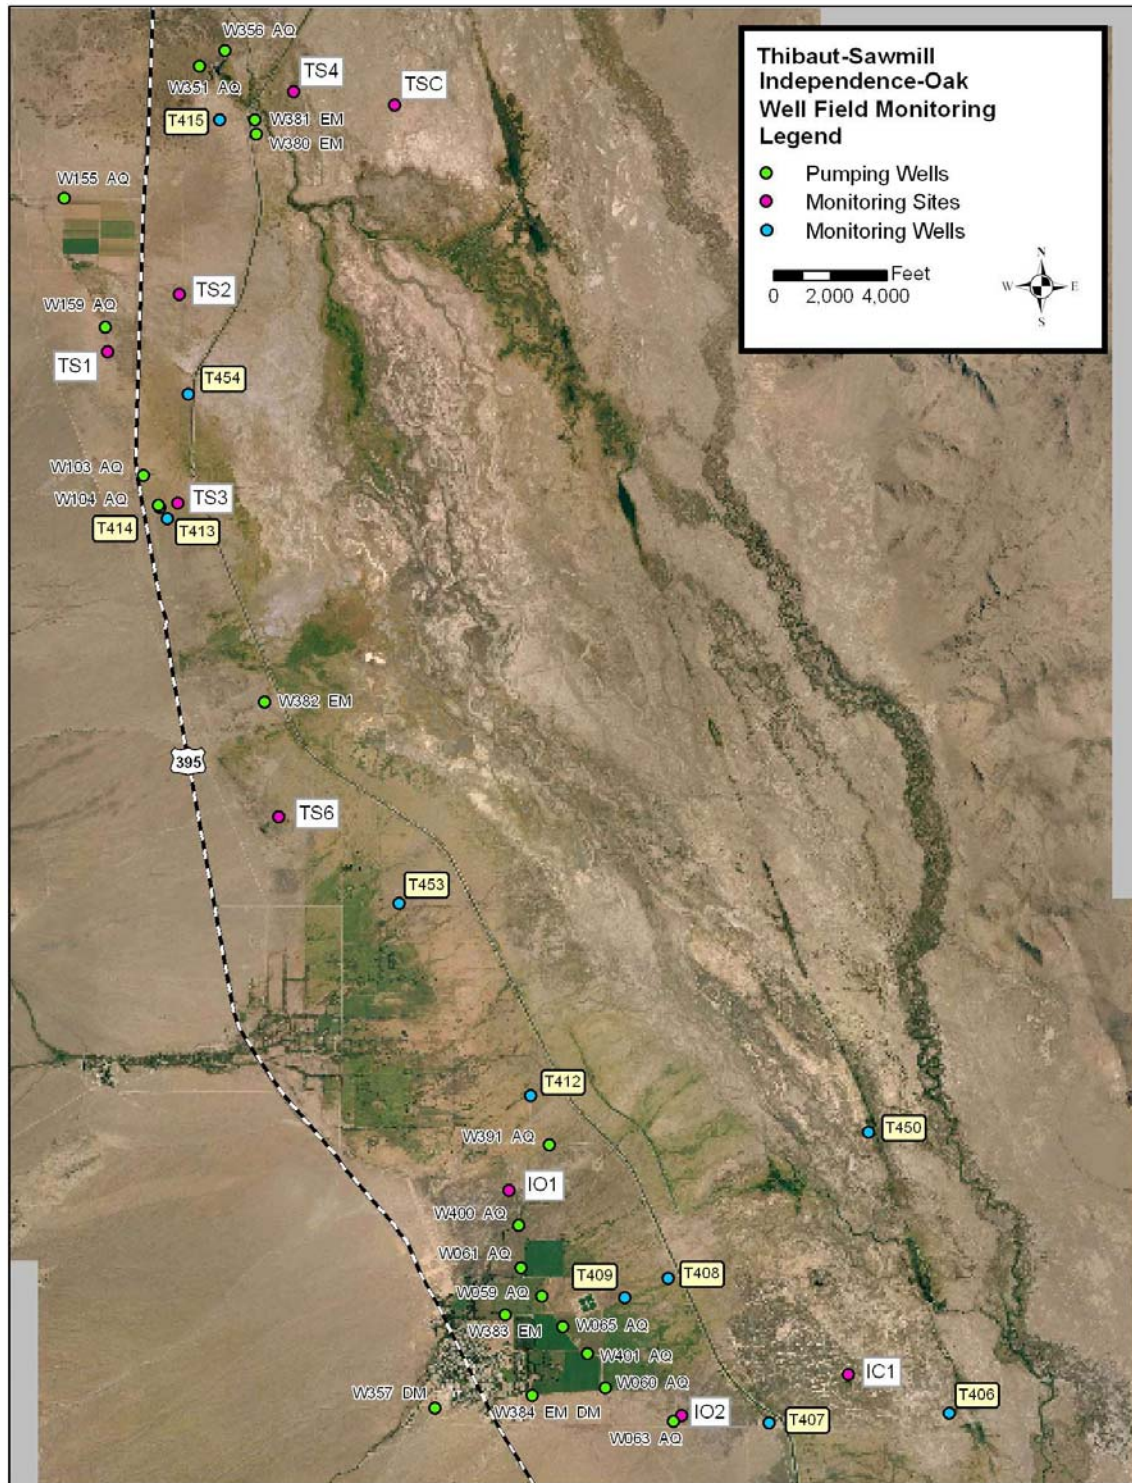 W356 AQ
TS4
TSC
W351 AQ
T415
W381 EM
W380 EM
W155 AQ
TS2
W159 AQ
TS1
T454
W103 AQ
W104 AQ
TS3
T414
T413
W382 EM
395
TS6
T453
T412
W391 AQ
T450
IO1
W400 AQ
W061 AQ
T409
T408
W059 AQ
W383 EM
W065 AQ
W401 AQ
W060 AQ
IC1
W357 DM
W384 EM DM
IO2
W063 AQ
T407
T406
Thibaut-Sawmill
Independence-Oak
Well Field Monitoring
Legend
Pumping Wells
Monitoring Sites
Monitoring Wells
Feet
0 2,000 4,000
N
W E
S